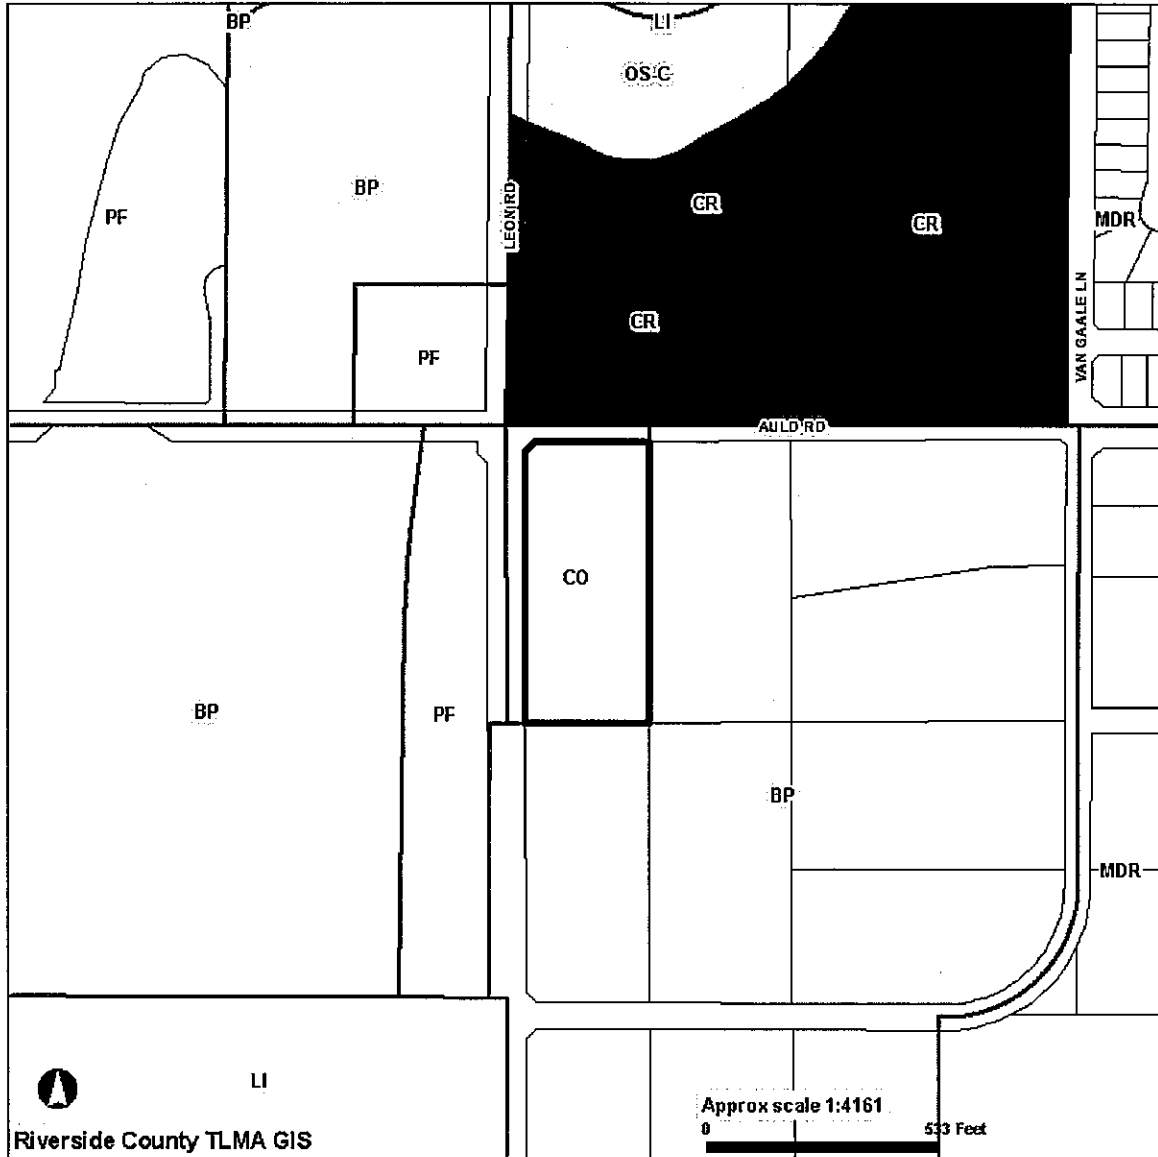 BP
LI
OS-C
BP
PF
LEON RD
CR
CR
MDR
VAN GAALE LN
CR
PF
AULD RD
CO
BP
PF
BP
MDR
LI
Approx scale 1:4161
0 533 Feet
Riverside County TLMA GIS